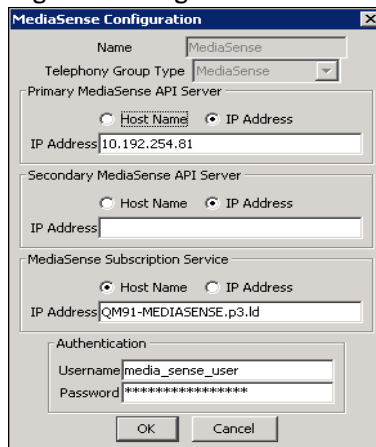 MediaSense Configuration
Name MediaSense
Telephony Group Type MediaSense
Primary MediaSense API Server
Host Name IP Address
IP Address 10.192.254.81
Secondary MediaSense API Server
Host Name IP Address
IP Address
MediaSense Subscription Service
Host Name IP Address
IP Address QM91-MEDIASENSE.p3.ld
Authentication
Username media_sense_user
Password ****************
OK Cancel